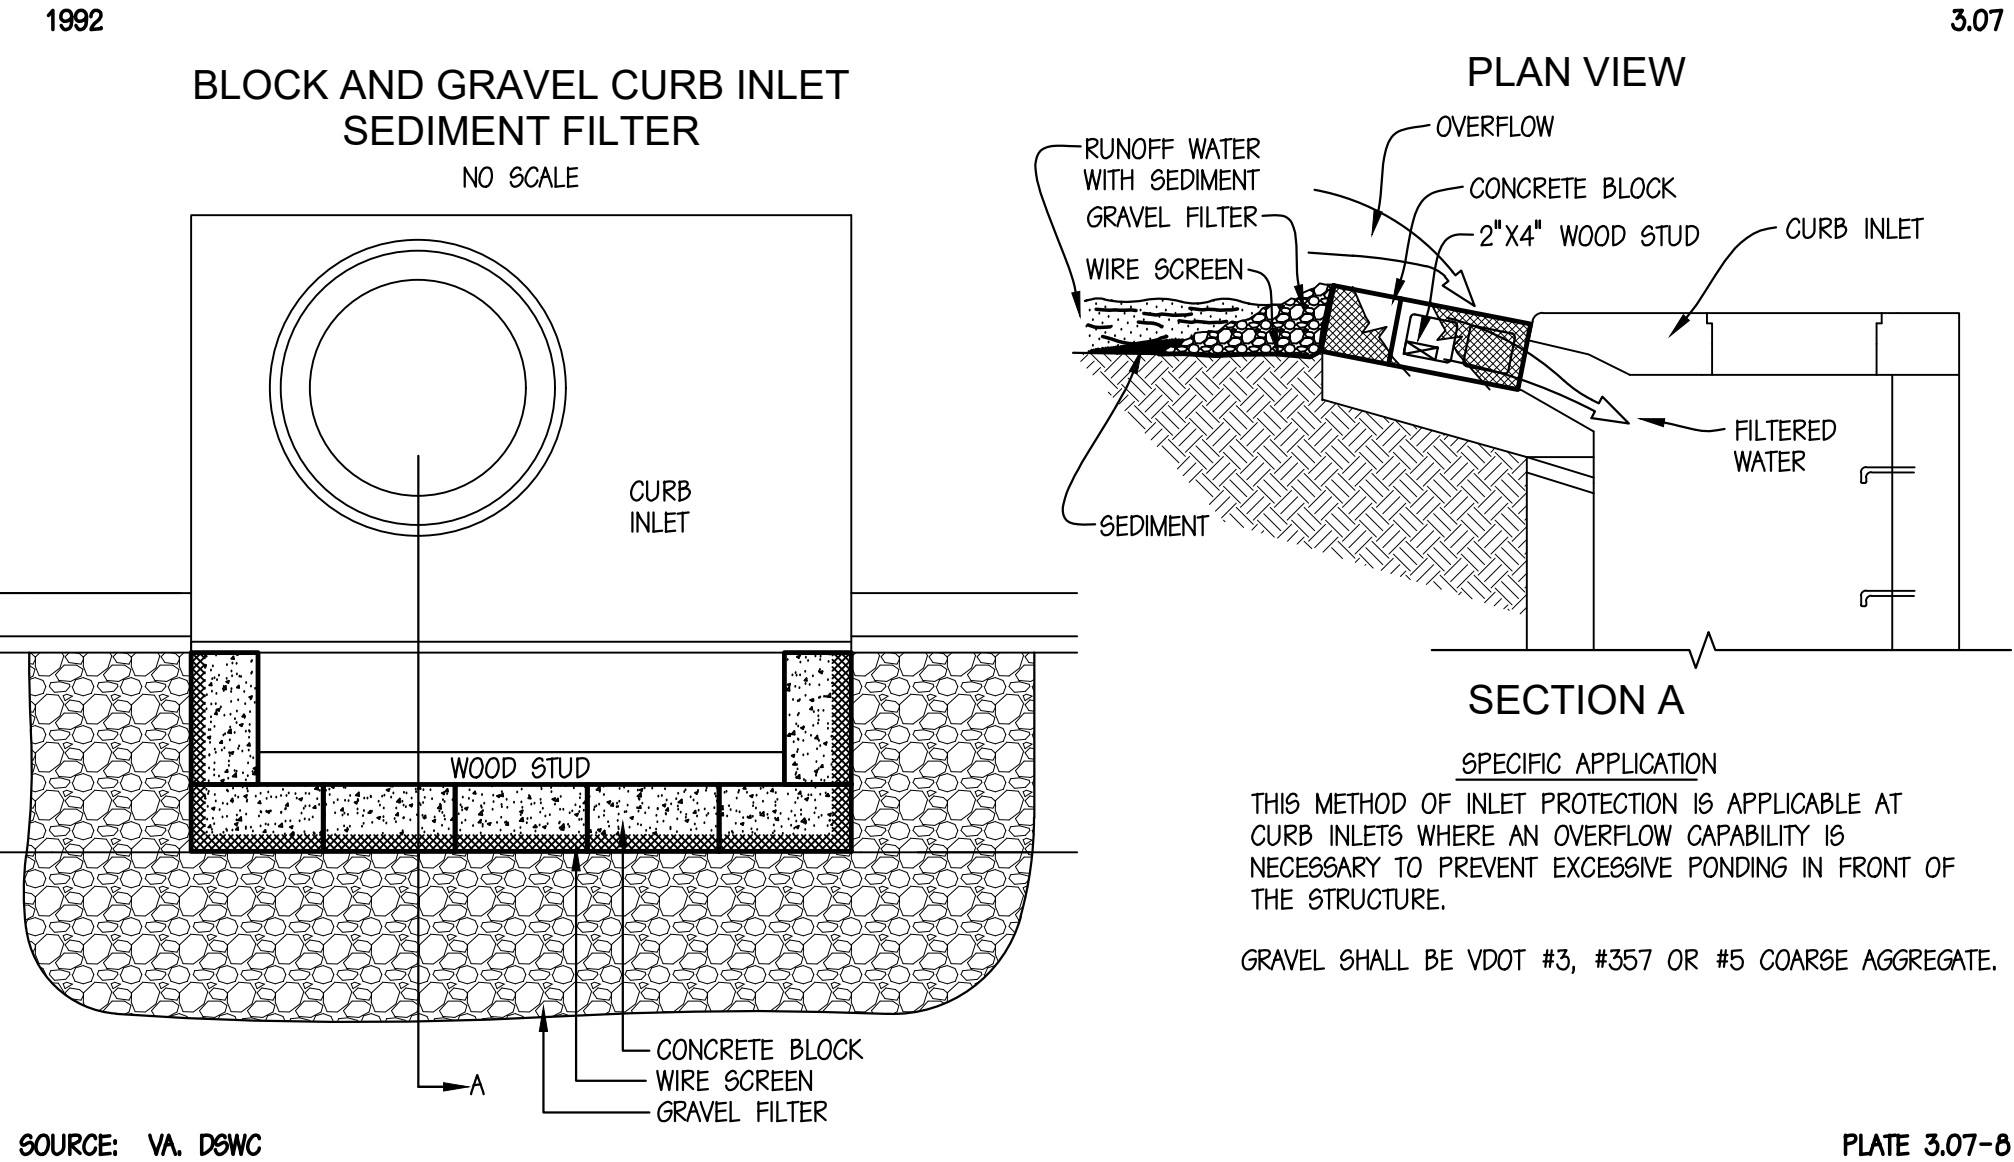 1992
3.07
BLOCK AND GRAVEL CURB INLET
SEDIMENT FILTER
NO SCALE
CURB
INLET
WOOD STUD
CONCRETE BLOCK
WIRE SCREEN
GRAVEL FILTER
A
PLAN VIEW
OVERFLOW
RUNOFF WATER
WITH SEDIMENT
CONCRETE BLOCK
GRAVEL FILTER
2"X4" WOOD STUD
CURB INLET
WIRE SCREEN
FILTERED
WATER
SEDIMENT
SECTION A
SPECIFIC APPLICATION
THIS METHOD OF INLET PROTECTION IS APPLICABLE AT
CURB INLETS WHERE AN OVERFLOW CAPABILITY IS
NECESSARY TO PREVENT EXCESSIVE PONDING IN FRONT OF
THE STRUCTURE.
GRAVEL SHALL BE VDOT #3, #357 OR #5 COARSE AGGREGATE.
SOURCE: VA. DSWC
PLATE 3.07-8